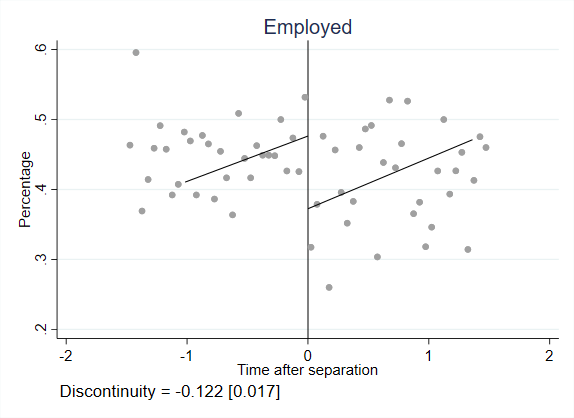 Employed
Percentage
.6
.5
.4
.3
.2
-2 -1 0 1 2
Time after separation
Discontinuity = -0.122 [0.017]